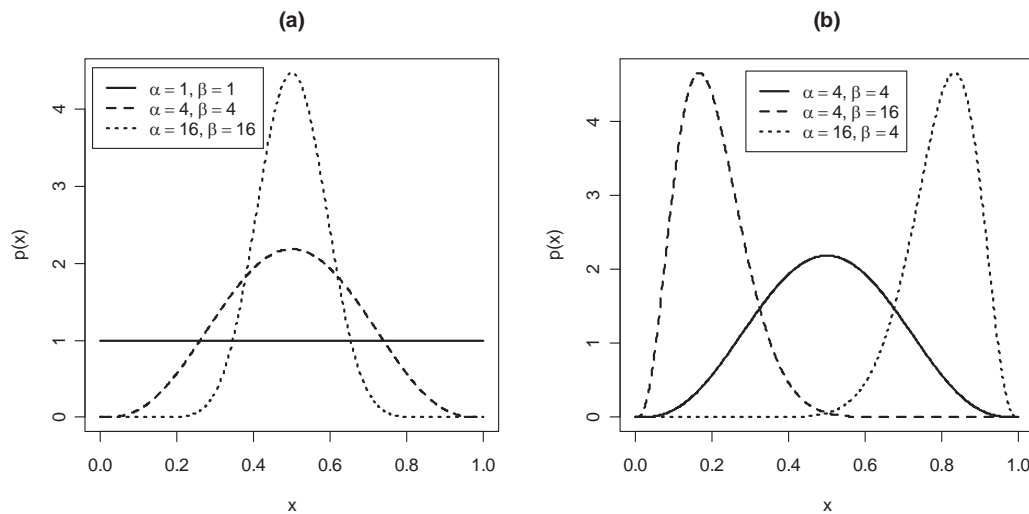 (a)
α = 1, β = 1
α = 4, β = 4
α = 16, β = 16
p(x)
4
3
2
1
0
0.0 0.2 0.4 0.6 0.8 1.0
x
(b)
α = 4, β = 4
α = 4, β = 16
α = 16, β = 4
p(x)
4
3
2
1
0
0.0 0.2 0.4 0.6 0.8 1.0
x